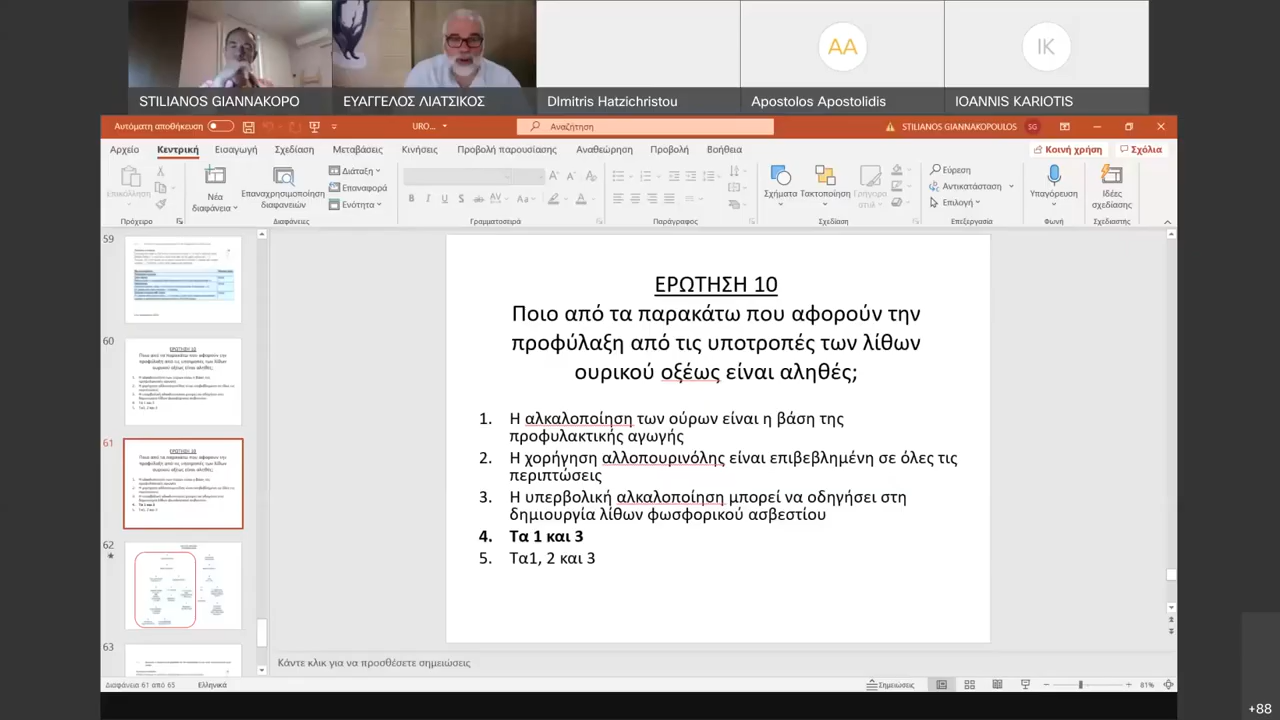 AA
IK
STILIANOS GIANNAKOPO
ΕΥΑΓΓΕΛΟΣ ΛΙΑΤΣΙΚΟΣ
DImitris Hatzichristou
Apostolos Apostolidis
IOANNIS KARIOTIS
Αυτόματη αποθήκευση
URO...
Αναζήτηση
STILIANOS GIANNAKOPOULOS
SG
Αρχείο Κεντρική Εισαγωγή Σχεδίαση Μεταβάσεις Κινήσεις Προβολή παρουσίασης Αναθεώρηση Προβολή Βοήθεια
Κοινή χρήση
Σχόλια
Επικόλληση
Νέα διαφάνεια
Επαναχρησιμοποίηση διαφανειών
Διάταξη
Επαναφορά
Ενότητα
Σχήματα
Τακτοποίηση
Γρήγορα στυλ
Εύρεση
Αντικατάσταση
Επιλογή
Υπαγόρευση
Ιδέες σχεδίασης
Πρόχειρο
Διαφάνειες
Γραμματοσειρά
Παράγραφος
Σχεδίαση
Επεξεργασία
Φωνή
Σχεδιαστής
59
60
61
62
63
ΕΡΩΤΗΣΗ 10
Ποιο από τα παρακάτω που αφορούν την
προφύλαξη από τις υποτροπές των λίθων
ουρικού οξέως είναι αληθές;
1. Η αλκαλοποίηση των ούρων είναι η βάση της
προφυλακτικής αγωγής
2. Η χορήγηση αλλοπουρινόλης είναι επιβεβλημένη σε όλες τις
περιπτώσεις
3. Η υπερβολική αλκαλοποίηση μπορεί να οδηγήσει στη
δημιουργία λίθων φωσφορικού ασβεστίου
4. Τα 1 και 3
5. Τα1, 2 και 3
Κάντε κλικ για να προσθέσετε σημειώσεις
Διαφάνεια 61 από 63
Ελληνικά
Σημειώσεις
81%
+88